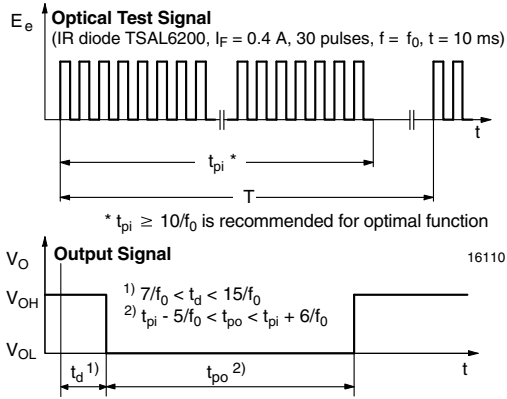 E_e
Optical Test Signal
(IR diode TSAL6200, I_F = 0.4 A, 30 pulses, f = f_0, t = 10 ms)
t
t_pi *
T
* t_pi ≥ 10/f_0 is recommended for optimal function
V_O
Output Signal
16110
V_OH
1) 7/f_0 < t_d < 15/f_0
2) t_pi - 5/f_0 < t_po < t_pi + 6/f_0
V_OL
t_d 1)
t_po 2)
t